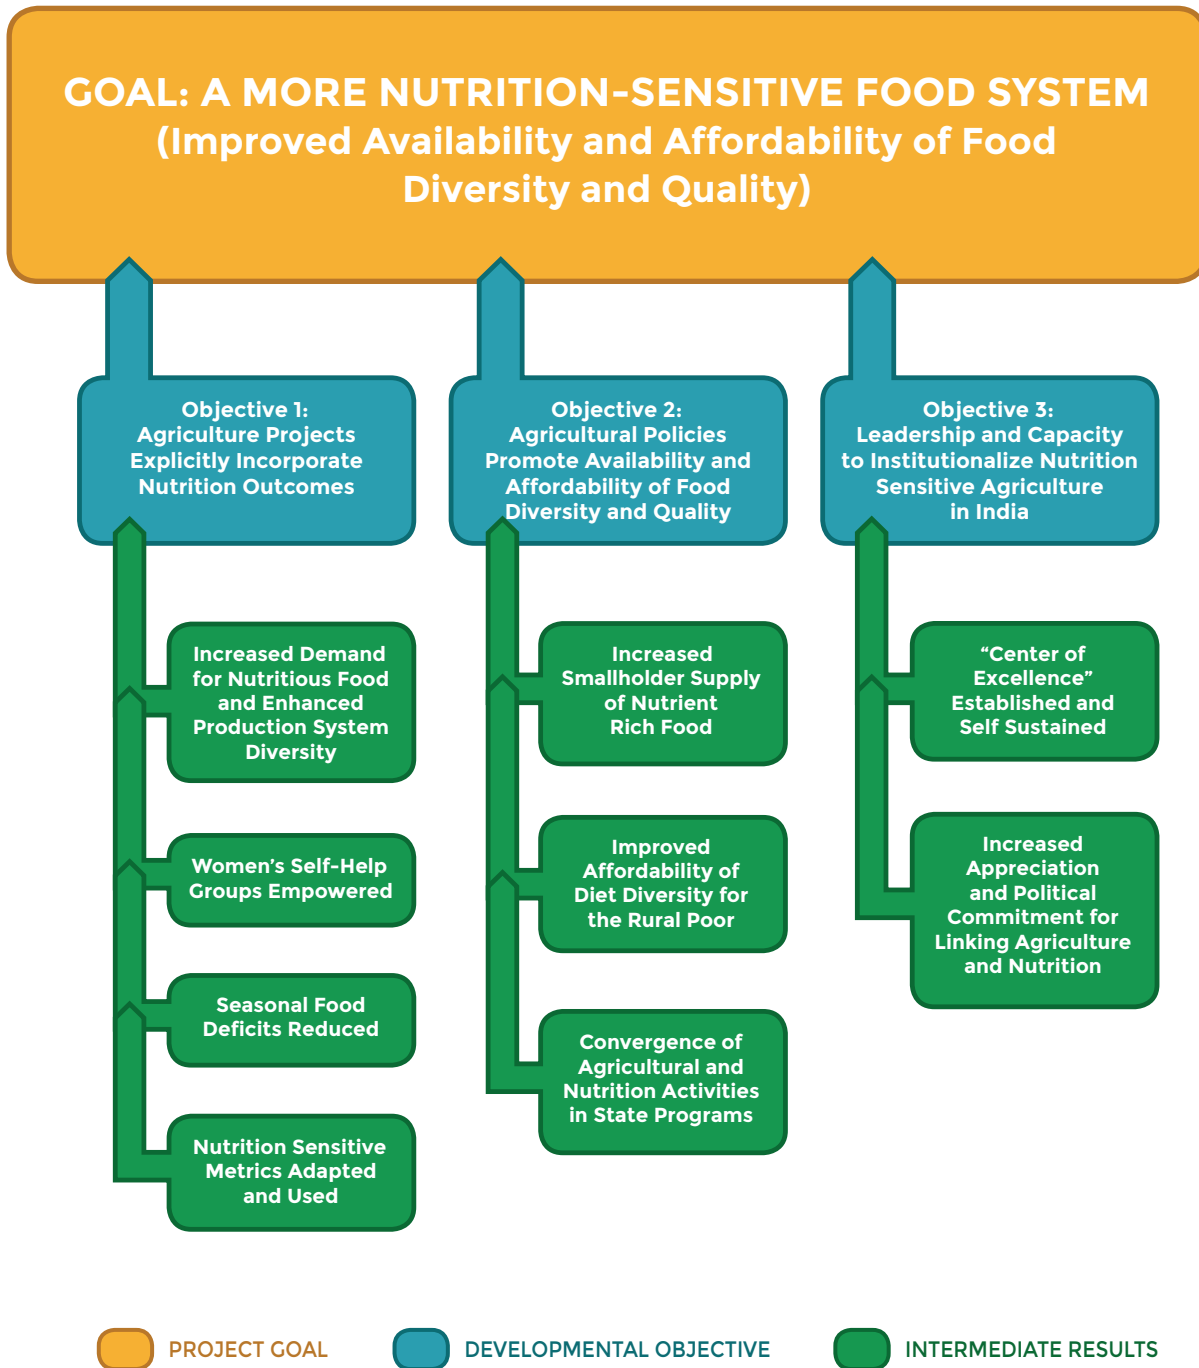 GOAL: A MORE NUTRITION-SENSITIVE FOOD SYSTEM
(Improved Availability and Affordability of Food
Diversity and Quality)
Objective 1:
Agriculture Projects
Explicitly Incorporate
Nutrition Outcomes
Increased Demand
for Nutritious Food
and Enhanced
Production System
Diversity
Women's Self-Help
Groups Empowered
Seasonal Food
Deficits Reduced
Nutrition Sensitive
Metrics Adapted
and Used
Objective 2:
Agricultural Policies
Promote Availability and
Affordability of Food
Diversity and Quality
Increased
Smallholder Supply
of Nutrient
Rich Food
Improved
Affordability of
Diet Diversity for
the Rural Poor
Convergence of
Agricultural and
Nutrition Activities
in State Programs
Objective 3:
Leadership and Capacity
to Institutionalize Nutrition
Sensitive Agriculture
in India
“Center of
Excellence”
Established and
Self Sustained
Increased
Appreciation
and Political
Commitment for
Linking Agriculture
and Nutrition
PROJECT GOAL
DEVELOPMENTAL OBJECTIVE
INTERMEDIATE RESULTS